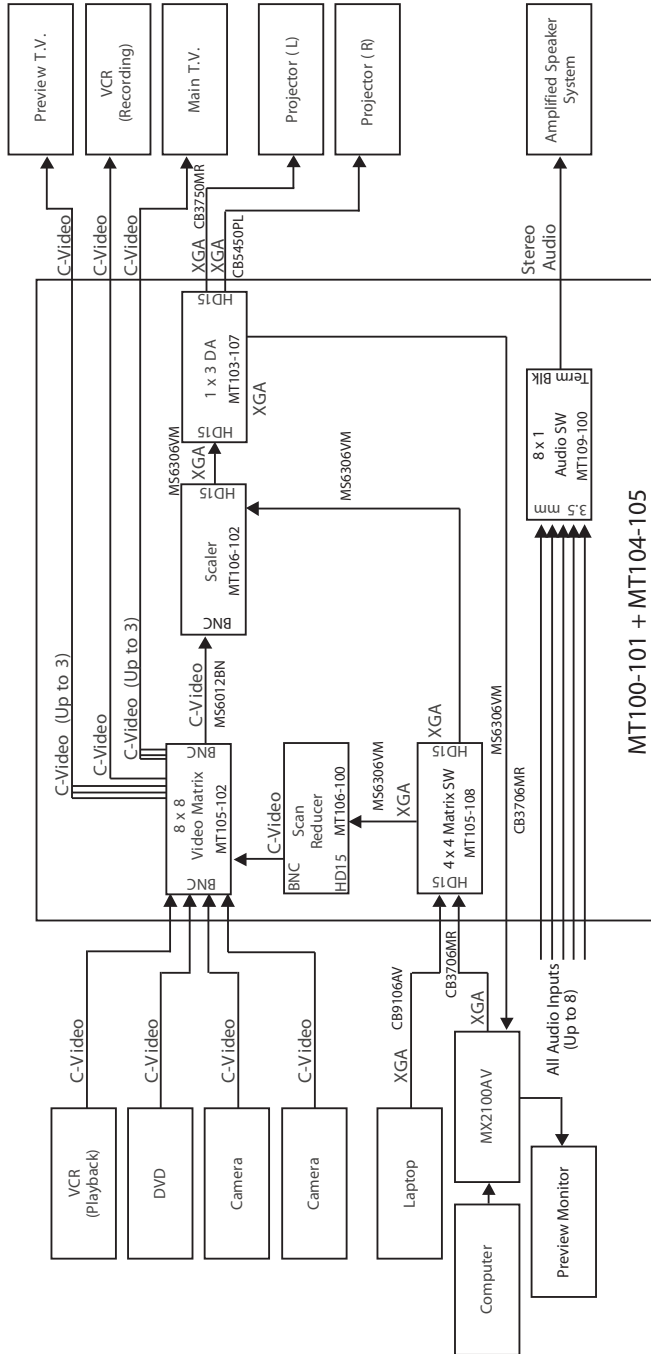 Preview T.V.
VCR
(Recording)
Main T.V.
Projector ( L )
Projector ( R )
Amplified Speaker
System
C-Video
C-Video
C-Video
XGA
CB3750MR
XGA
CB5450PL
Stereo
Audio
HD15
1 x 3 DA
MT103-107
HD15
XGA
MS6306VM
XGA
HD15
Scaler
MT106-102
BNC
MS6306VM
Term Blk
8 x 1
Audio SW
MT109-100
3.5 mm
C-Video (Up to 3)
C-Video
C-Video (Up to 3)
C-Video
MS6012BN
BNC
8 x 8
Video Matrix
MT105-102
BNC
C-Video
BNC
Scan
Reducer
MT106-100
HD15
MS6306VM
XGA
XGA
HD15
4 x 4 Matrix SW
MT105-108
HD15
MS6306VM
CB3706MR
MT100-101 + MT104-105
C-Video
C-Video
C-Video
C-Video
XGA
CB9106AV
CB3706MR
XGA
All Audio Inputs
(Up to 8)
VCR
(Playback)
DVD
Camera
Camera
Laptop
MX2100AV
Computer
Preview Monitor